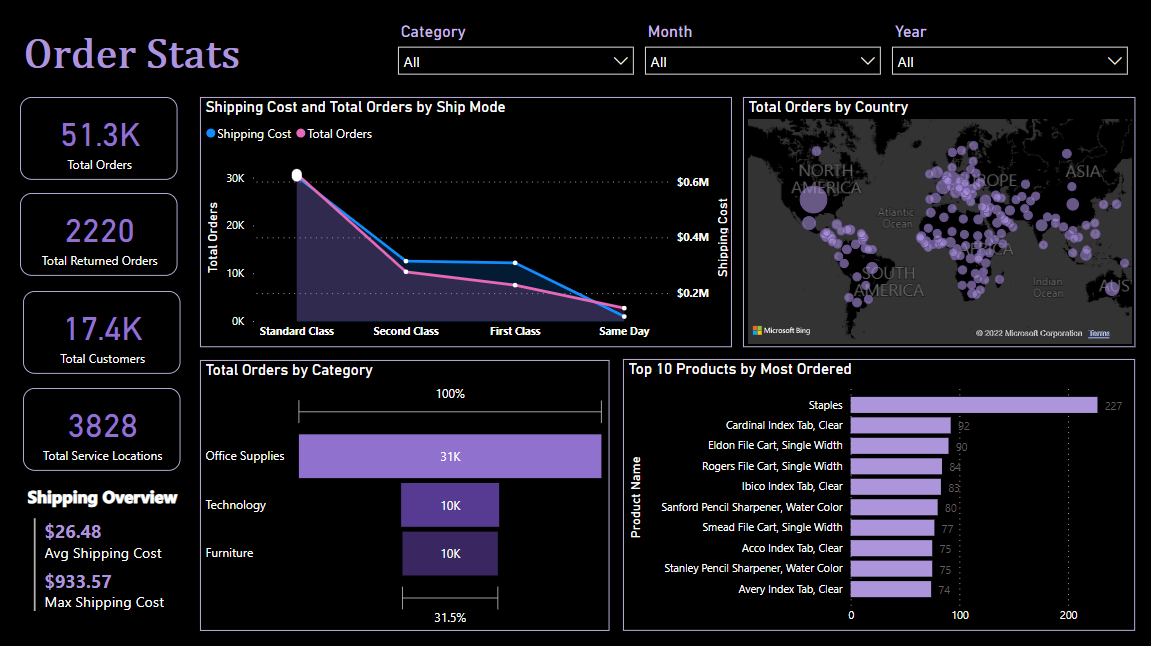 Order Stats
Category
Month
Year
All
All
All
51.3K
Total Orders
2220
Total Returned Orders
17.4K
Total Customers
3828
Total Service Locations
Shipping Overview
$26.48
Avg Shipping Cost
$933.57
Max Shipping Cost
Shipping Cost and Total Orders by Ship Mode
Shipping Cost
Total Orders
30K
20K
10K
0K
Total Orders
$0.6M
$0.4M
$0.2M
Shipping Cost
Standard Class
Second Class
First Class
Same Day
Total Orders by Country
NORTH
AMERICA
ROPE
ASIA
Atlantic
Ocean
AFRICA
SOUTH
AMERICA
Indian
Ocean
AUS
Microsoft Bing
© 2022 Microsoft Corporation
Terms
Total Orders by Category
100%
Office Supplies
31K
Technology
10K
Furniture
10K
31.5%
Top 10 Products by Most Ordered
Product Name
Staples 227
Cardinal Index Tab, Clear 92
Eldon File Cart, Single Width 90
Rogers File Cart, Single Width 84
Ibico Index Tab, Clear 83
Sanford Pencil Sharpener, Water Color 80
Smead File Cart, Single Width 77
Acco Index Tab, Clear 75
Stanley Pencil Sharpener, Water Color 75
Avery Index Tab, Clear 74
0 100 200